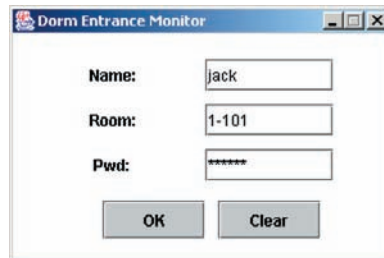 Dorm Entrance Monitor
Name: jack
Room: 1-101
Pwd: ******
OK Clear